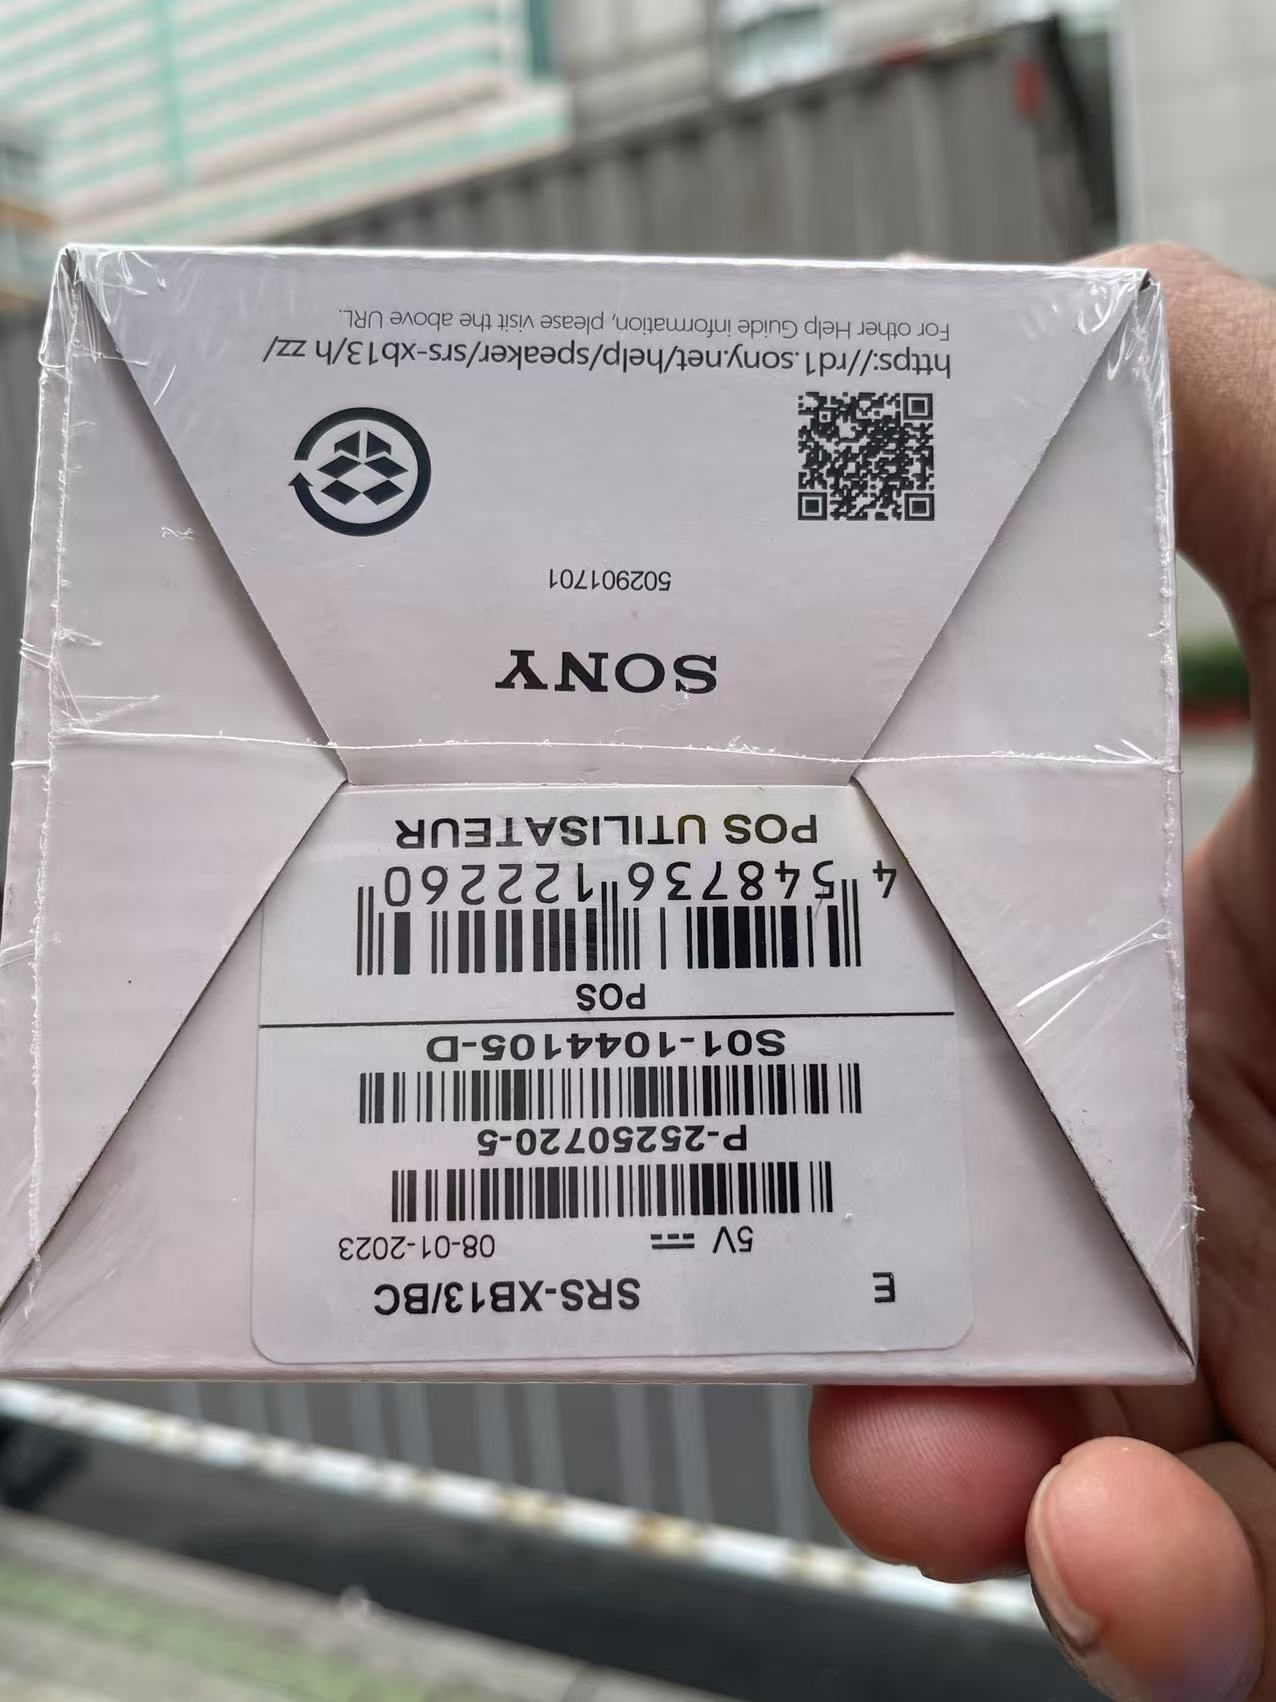 E SRS-XB13/BC
5V ⎓ 08-01-2023
P-25250720-5
S01-1044105-D
POS
4 548736 122260
POS UTILISATEUR
SONY
502901701
https://rd1.sony.net/help/speaker/srs-xb13/h_zz/
For other Help Guide information, please visit the above URL.